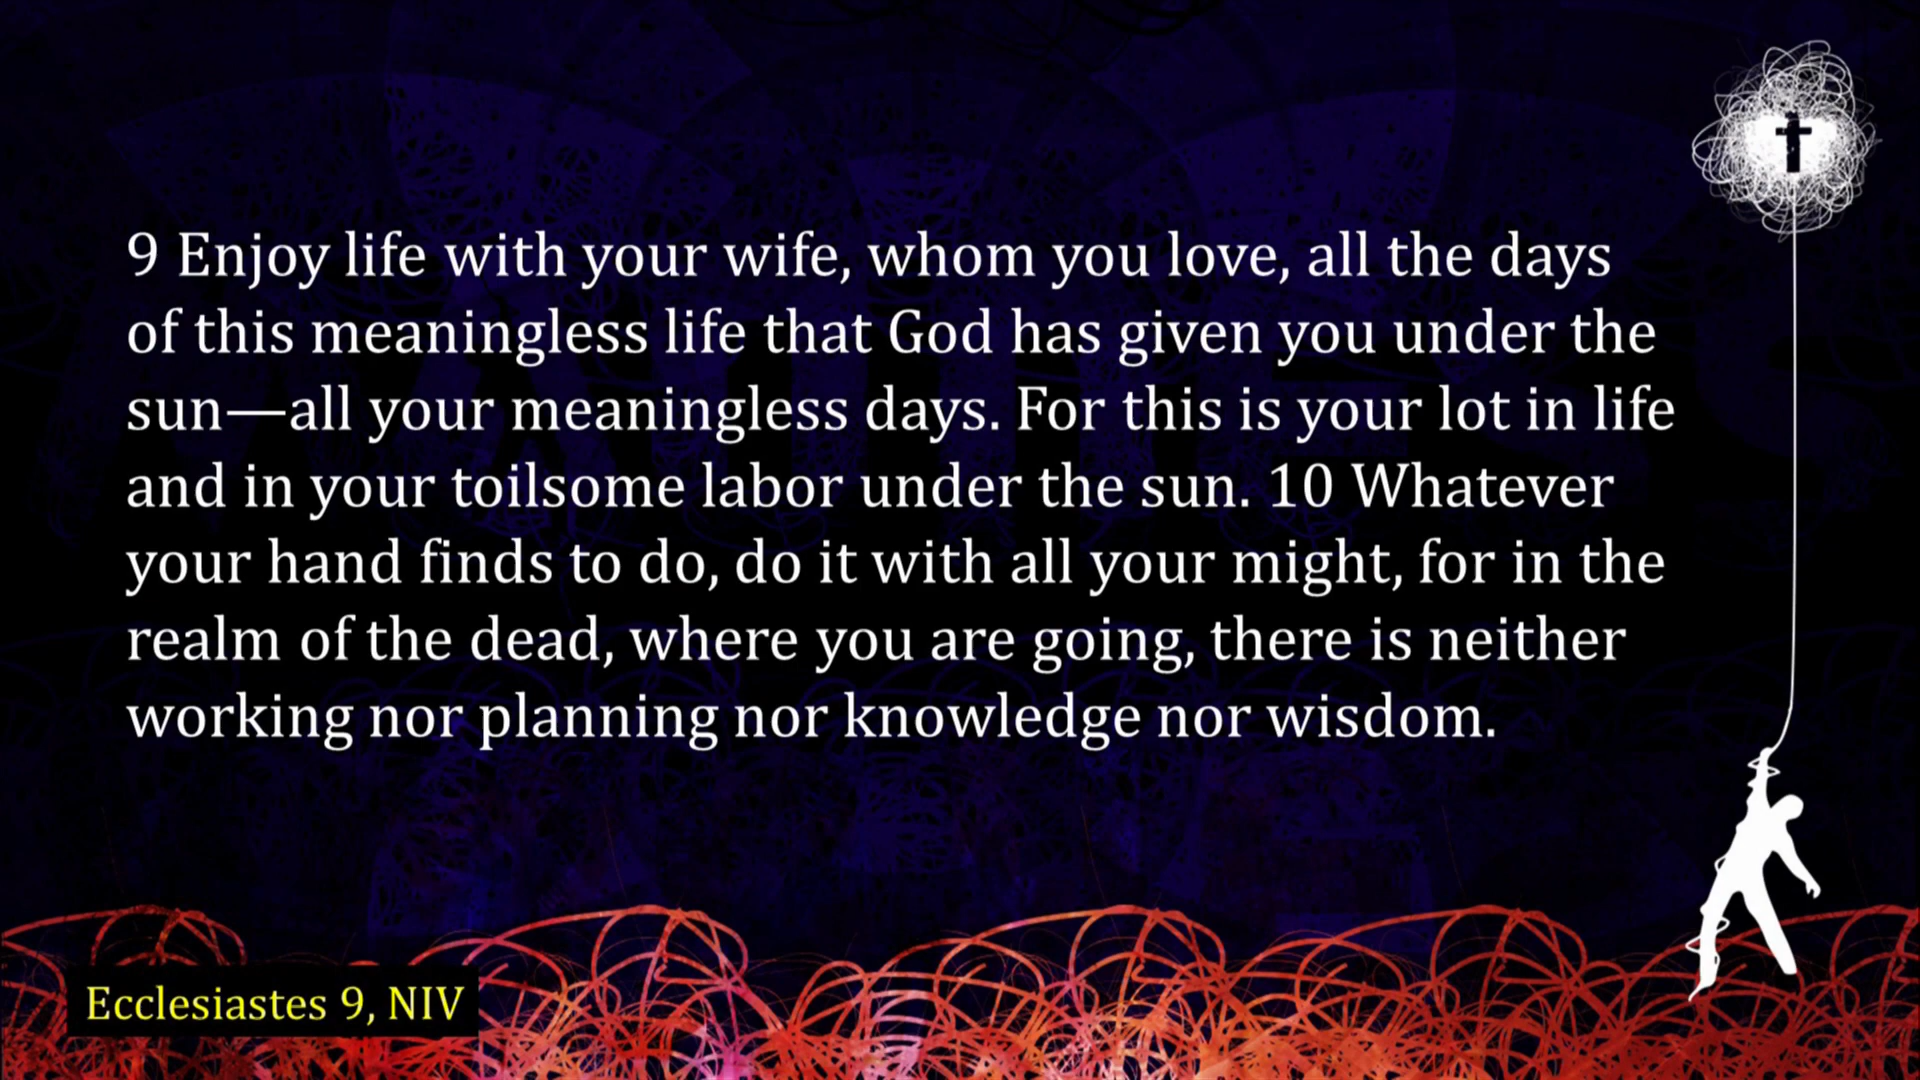 9 Enjoy life with your wife, whom you love, all the days
of this meaningless life that God has given you under the
sun—all your meaningless days. For this is your lot in life
and in your toilsome labor under the sun. 10 Whatever
your hand finds to do, do it with all your might, for in the
realm of the dead, where you are going, there is neither
working nor planning nor knowledge nor wisdom.
Ecclesiastes 9, NIV